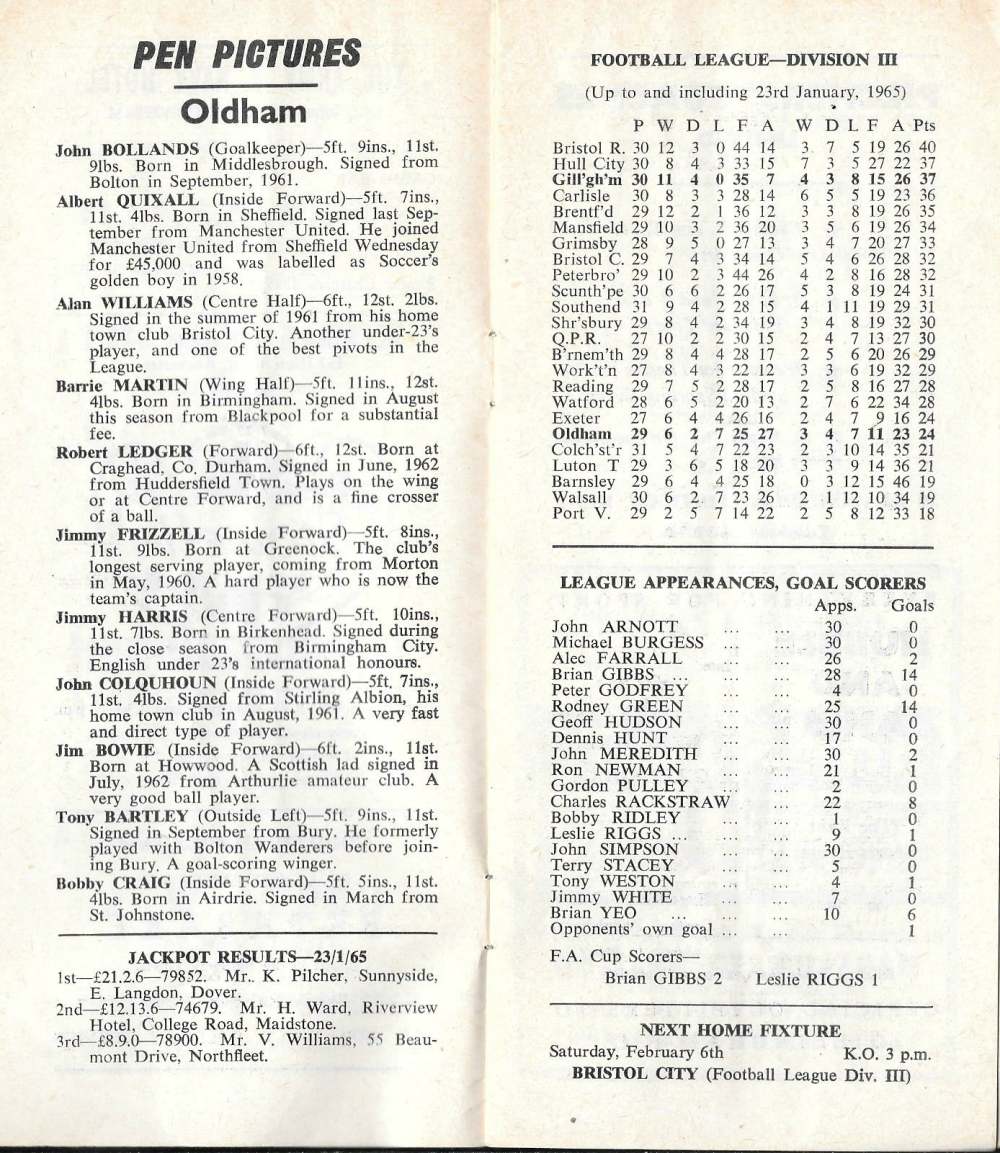 PEN PICTURES
Oldham
John BOLLANDS (Goalkeeper)—5ft. 9ins., 11st.
9lbs. Born in Middlesbrough. Signed from
Bolton in September, 1961.
Albert QUIXALL (Inside Forward)—5ft. 7ins.,
11st. 4lbs. Born in Sheffield. Signed last Sep-
tember from Manchester United. He joined
Manchester United from Sheffield Wednesday
for £45,000 and was labelled as Soccer's
golden boy in 1958.
Alan WILLIAMS (Centre Half)—6ft., 12st. 2lbs.
Signed in the summer of 1961 from his home
town club Bristol City. Another under-23's
player, and one of the best pivots in the
League.
Barrie MARTIN (Wing Half)—5ft. 11ins., 12st.
4lbs. Born in Birmingham. Signed in August
this season from Blackpool for a substantial
fee.
Robert LEDGER (Forward)—6ft., 12st. Born at
Craghead, Co. Durham. Signed in June, 1962
from Huddersfield Town. Plays on the wing
or at Centre Forward, and is a fine crosser
of a ball.
Jimmy FRIZZELL (Inside Forward)—5ft. 8ins.,
11st. 9lbs. Born at Greenock. The club's
longest serving player, coming from Morton
in May, 1960. A hard player who is now the
team's captain.
Jimmy HARRIS (Centre Forward)—5ft. 10ins.,
11st. 7lbs. Born in Birkenhead. Signed during
the close season from Birmingham City.
English under 23's international honours.
John COLQUHOUN (Inside Forward)—5ft. 7ins.,
11st. 4lbs. Signed from Stirling Albion, his
home town club in August, 1961. A very fast
and direct type of player.
Jim BOWIE (Inside Forward)—6ft. 2ins., 11st.
Born at Howwood. A Scottish lad signed in
July, 1962 from Arthurlie amateur club. A
very good ball player.
Tony BARTLEY (Outside Left)—5ft. 9ins., 11st.
Signed in September from Bury. He formerly
played with Bolton Wanderers before join-
ing Bury. A goal-scoring winger.
Bobby CRAIG (Inside Forward)—5ft. 5ins., 11st.
4lbs. Born in Airdrie. Signed in March from
St. Johnstone.
JACKPOT RESULTS—23/1/65
1st—£21.2.6—79852. Mr. K. Pilcher, Sunnyside,
E. Langdon, Dover.
2nd—£12.13.6—74679. Mr. H. Ward, Riverview
Hotel, College Road, Maidstone.
3rd—£8.9.0—78900. Mr. V. Williams, 55 Beau-
mont Drive, Northfleet.
FOOTBALL LEAGUE—DIVISION III
(Up to and including 23rd January, 1965)
P W D L F A W D L F A Pts
Bristol R. 30 12 3 0 44 14 3 7 5 19 26 40
Hull City 30 8 4 3 33 15 7 3 5 27 22 37
Gill'gh'm 30 11 4 0 35 7 4 3 8 15 26 37
Carlisle 30 8 3 3 28 14 6 5 5 19 23 36
Brentf'd 29 12 2 1 36 12 3 3 8 19 26 35
Mansfield 29 10 3 2 36 20 3 5 6 19 26 34
Grimsby 28 9 5 0 27 13 3 4 7 20 27 33
Bristol C. 29 7 4 3 34 14 5 4 6 26 28 32
Peterbro' 29 10 2 3 44 26 4 2 8 16 28 32
Scunth'pe 30 6 6 2 26 17 5 3 8 19 24 31
Southend 31 9 4 2 28 15 4 1 11 19 29 31
Shr'sbury 29 8 4 2 34 19 3 4 8 19 32 30
Q.P.R. 27 10 2 2 30 15 2 4 7 13 27 30
B'rnem'th 29 8 4 4 28 17 2 5 6 20 26 29
Work't'n 27 8 4 3 22 12 3 3 6 19 32 29
Reading 29 7 5 2 28 17 2 5 8 16 27 28
Watford 28 6 5 2 20 13 2 7 6 22 34 28
Exeter 27 6 4 4 26 16 2 4 7 9 16 24
Oldham 29 6 2 7 25 27 3 4 7 11 23 24
Colch'st'r 31 5 4 7 22 23 2 3 10 14 35 21
Luton T 29 3 6 5 18 20 3 3 9 14 36 21
Barnsley 29 6 4 4 25 18 0 3 12 15 46 19
Walsall 30 6 2 7 23 26 2 1 12 10 34 19
Port V. 29 2 5 7 14 22 2 5 8 12 33 18
LEAGUE APPEARANCES, GOAL SCORERS
Apps. Goals
John ARNOTT ... ... 30 0
Michael BURGESS ... ... 30 0
Alec FARRALL ... ... 26 2
Brian GIBBS ... ... ... 28 14
Peter GODFREY ... ... 4 0
Rodney GREEN ... ... 25 14
Geoff HUDSON ... ... 30 0
Dennis HUNT ... ... 17 0
John MEREDITH ... ... 30 2
Ron NEWMAN ... ... 21 1
Gordon PULLEY ... ... 2 0
Charles RACKSTRAW ... 22 8
Bobby RIDLEY ... ... 1 0
Leslie RIGGS ... ... ... 9 1
John SIMPSON ... ... 30 0
Terry STACEY ... ... 5 0
Tony WESTON ... ... 4 1
Jimmy WHITE ... ... 7 0
Brian YEO ... ... ... 10 6
Opponents' own goal ... ... 1
F.A. Cup Scorers—
Brian GIBBS 2 Leslie RIGGS 1
NEXT HOME FIXTURE
Saturday, February 6th K.O. 3 p.m.
BRISTOL CITY (Football League Div. III)